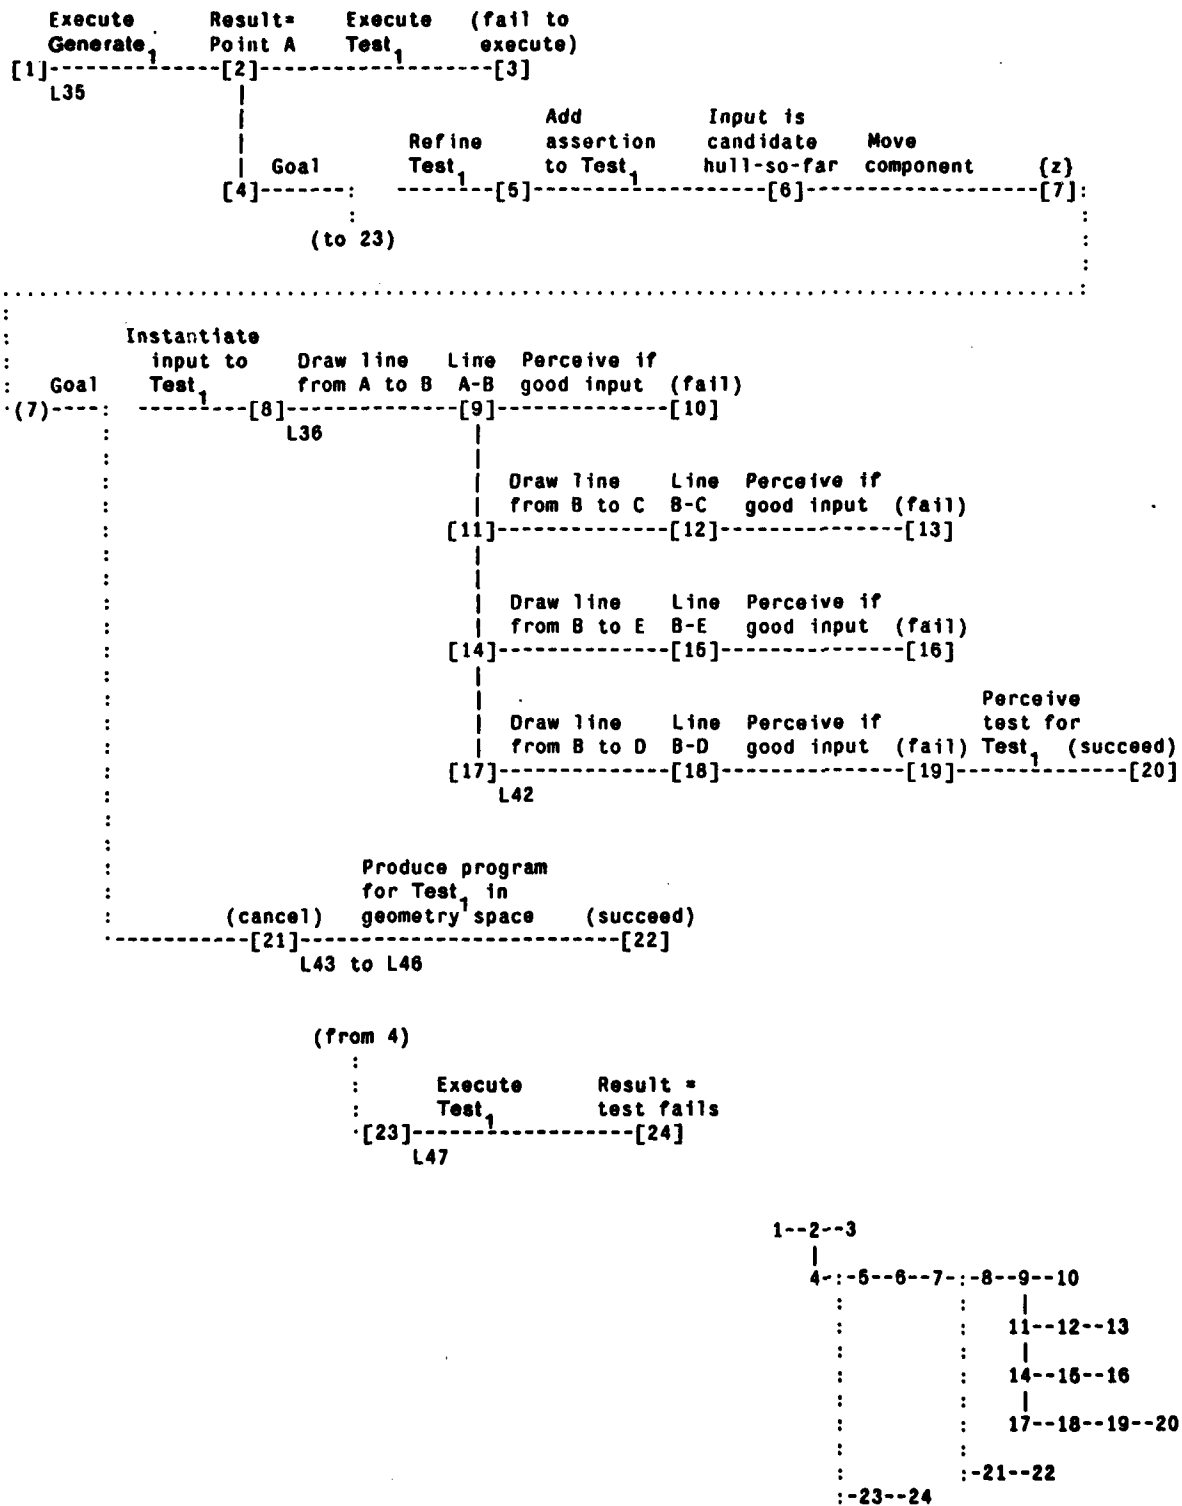 Execute Result= Execute (fail to
Generate1 Point A Test1 execute)
[1]---------------[2]--------------------[3]
L35
Add Input is
Refine assertion candidate Move
Goal Test1 to Test1 hull-so-far component {z}
[4]------: --------[5]--------------------[6]--------------------[7]:
(to 23)
Instantiate
input to Draw line Line Perceive if
Goal Test1 from A to B A-B good input (fail)
(7)----: ---------[8]--------------[9]--------------[10]
L36
Draw line Line Perceive if
from B to C B-C good input (fail)
[11]--------------[12]---------------[13]
Draw line Line Perceive if
from B to E B-E good input (fail)
[14]--------------[15]---------------[16]
Perceive
Draw line Line Perceive if test for
from B to D B-D good input (fail) Test1 (succeed)
[17]--------------[18]---------------[19]--------------[20]
L42
Produce program
for Test1 in
(cancel) geometry space (succeed)
-----------[21]--------------------------[22]
L43 to L46
(from 4)
Execute Result =
Test1 test fails
[23]------------------[24]
L47
1--2--3
4-:-5--6--7-:-8--9--10
11--12--13
14--15--16
17--18--19--20
:-21--22
:-23--24